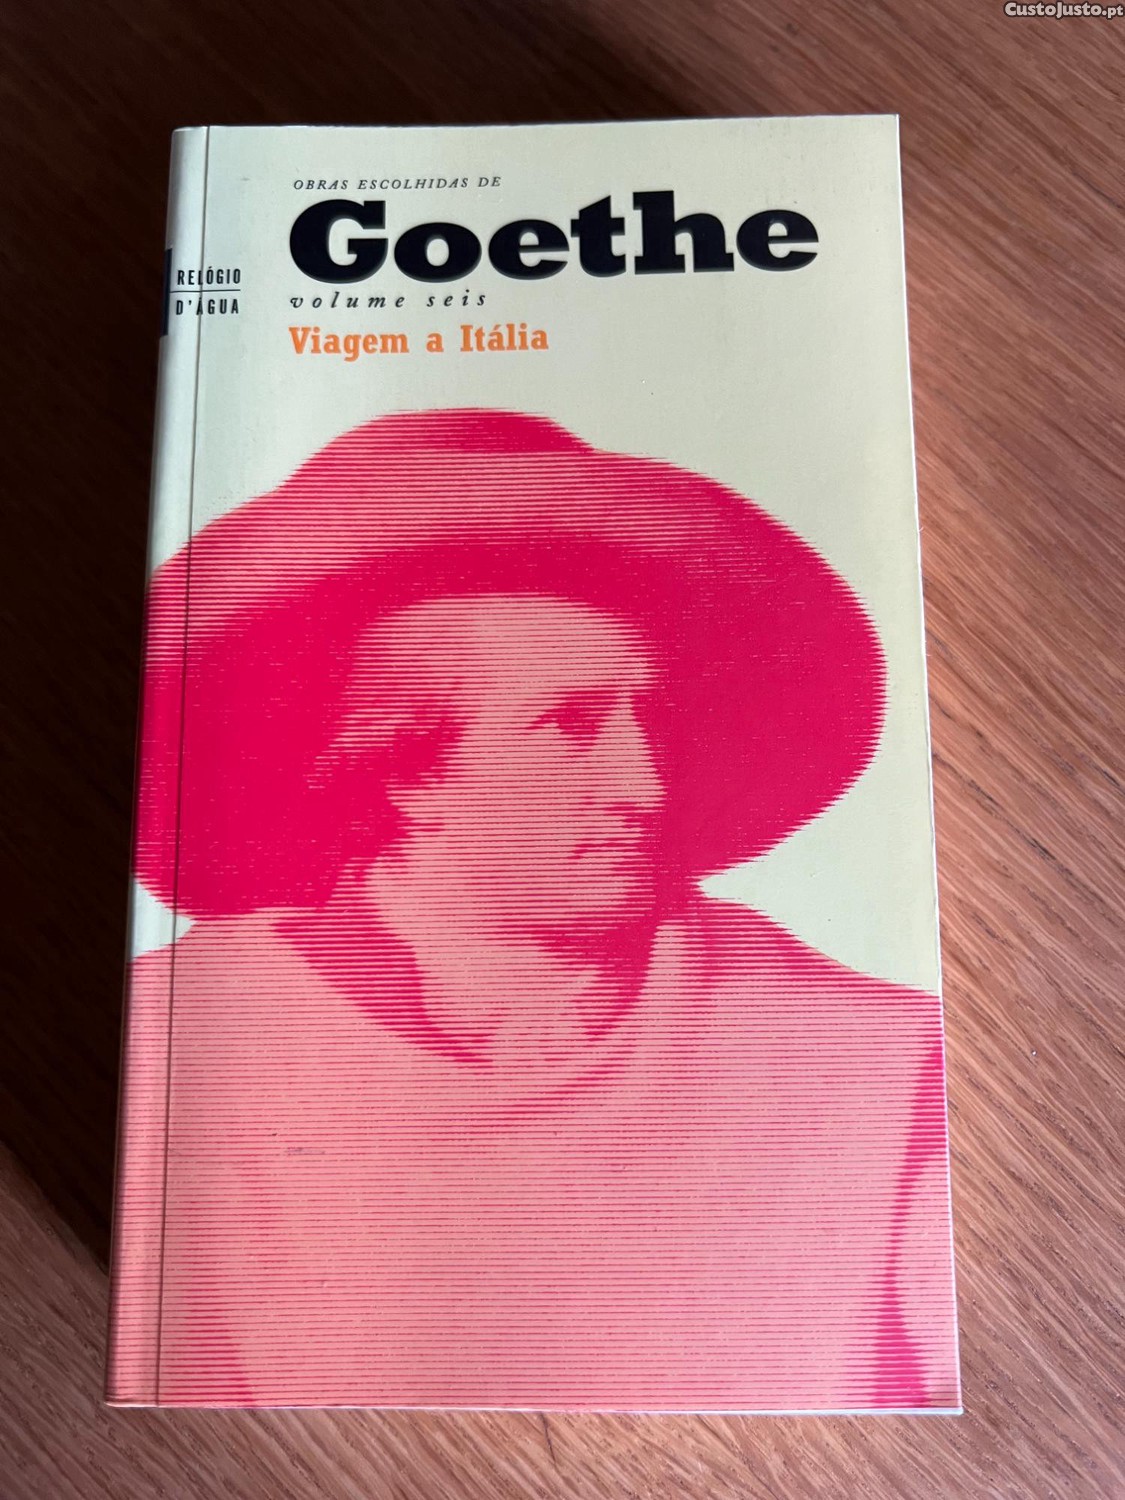 CustoJusto.pt
OBRAS ESCOLHIDAS DE
Goethe
volume seis
Viagem a Itália
RELÓGIO
D'ÁGUA